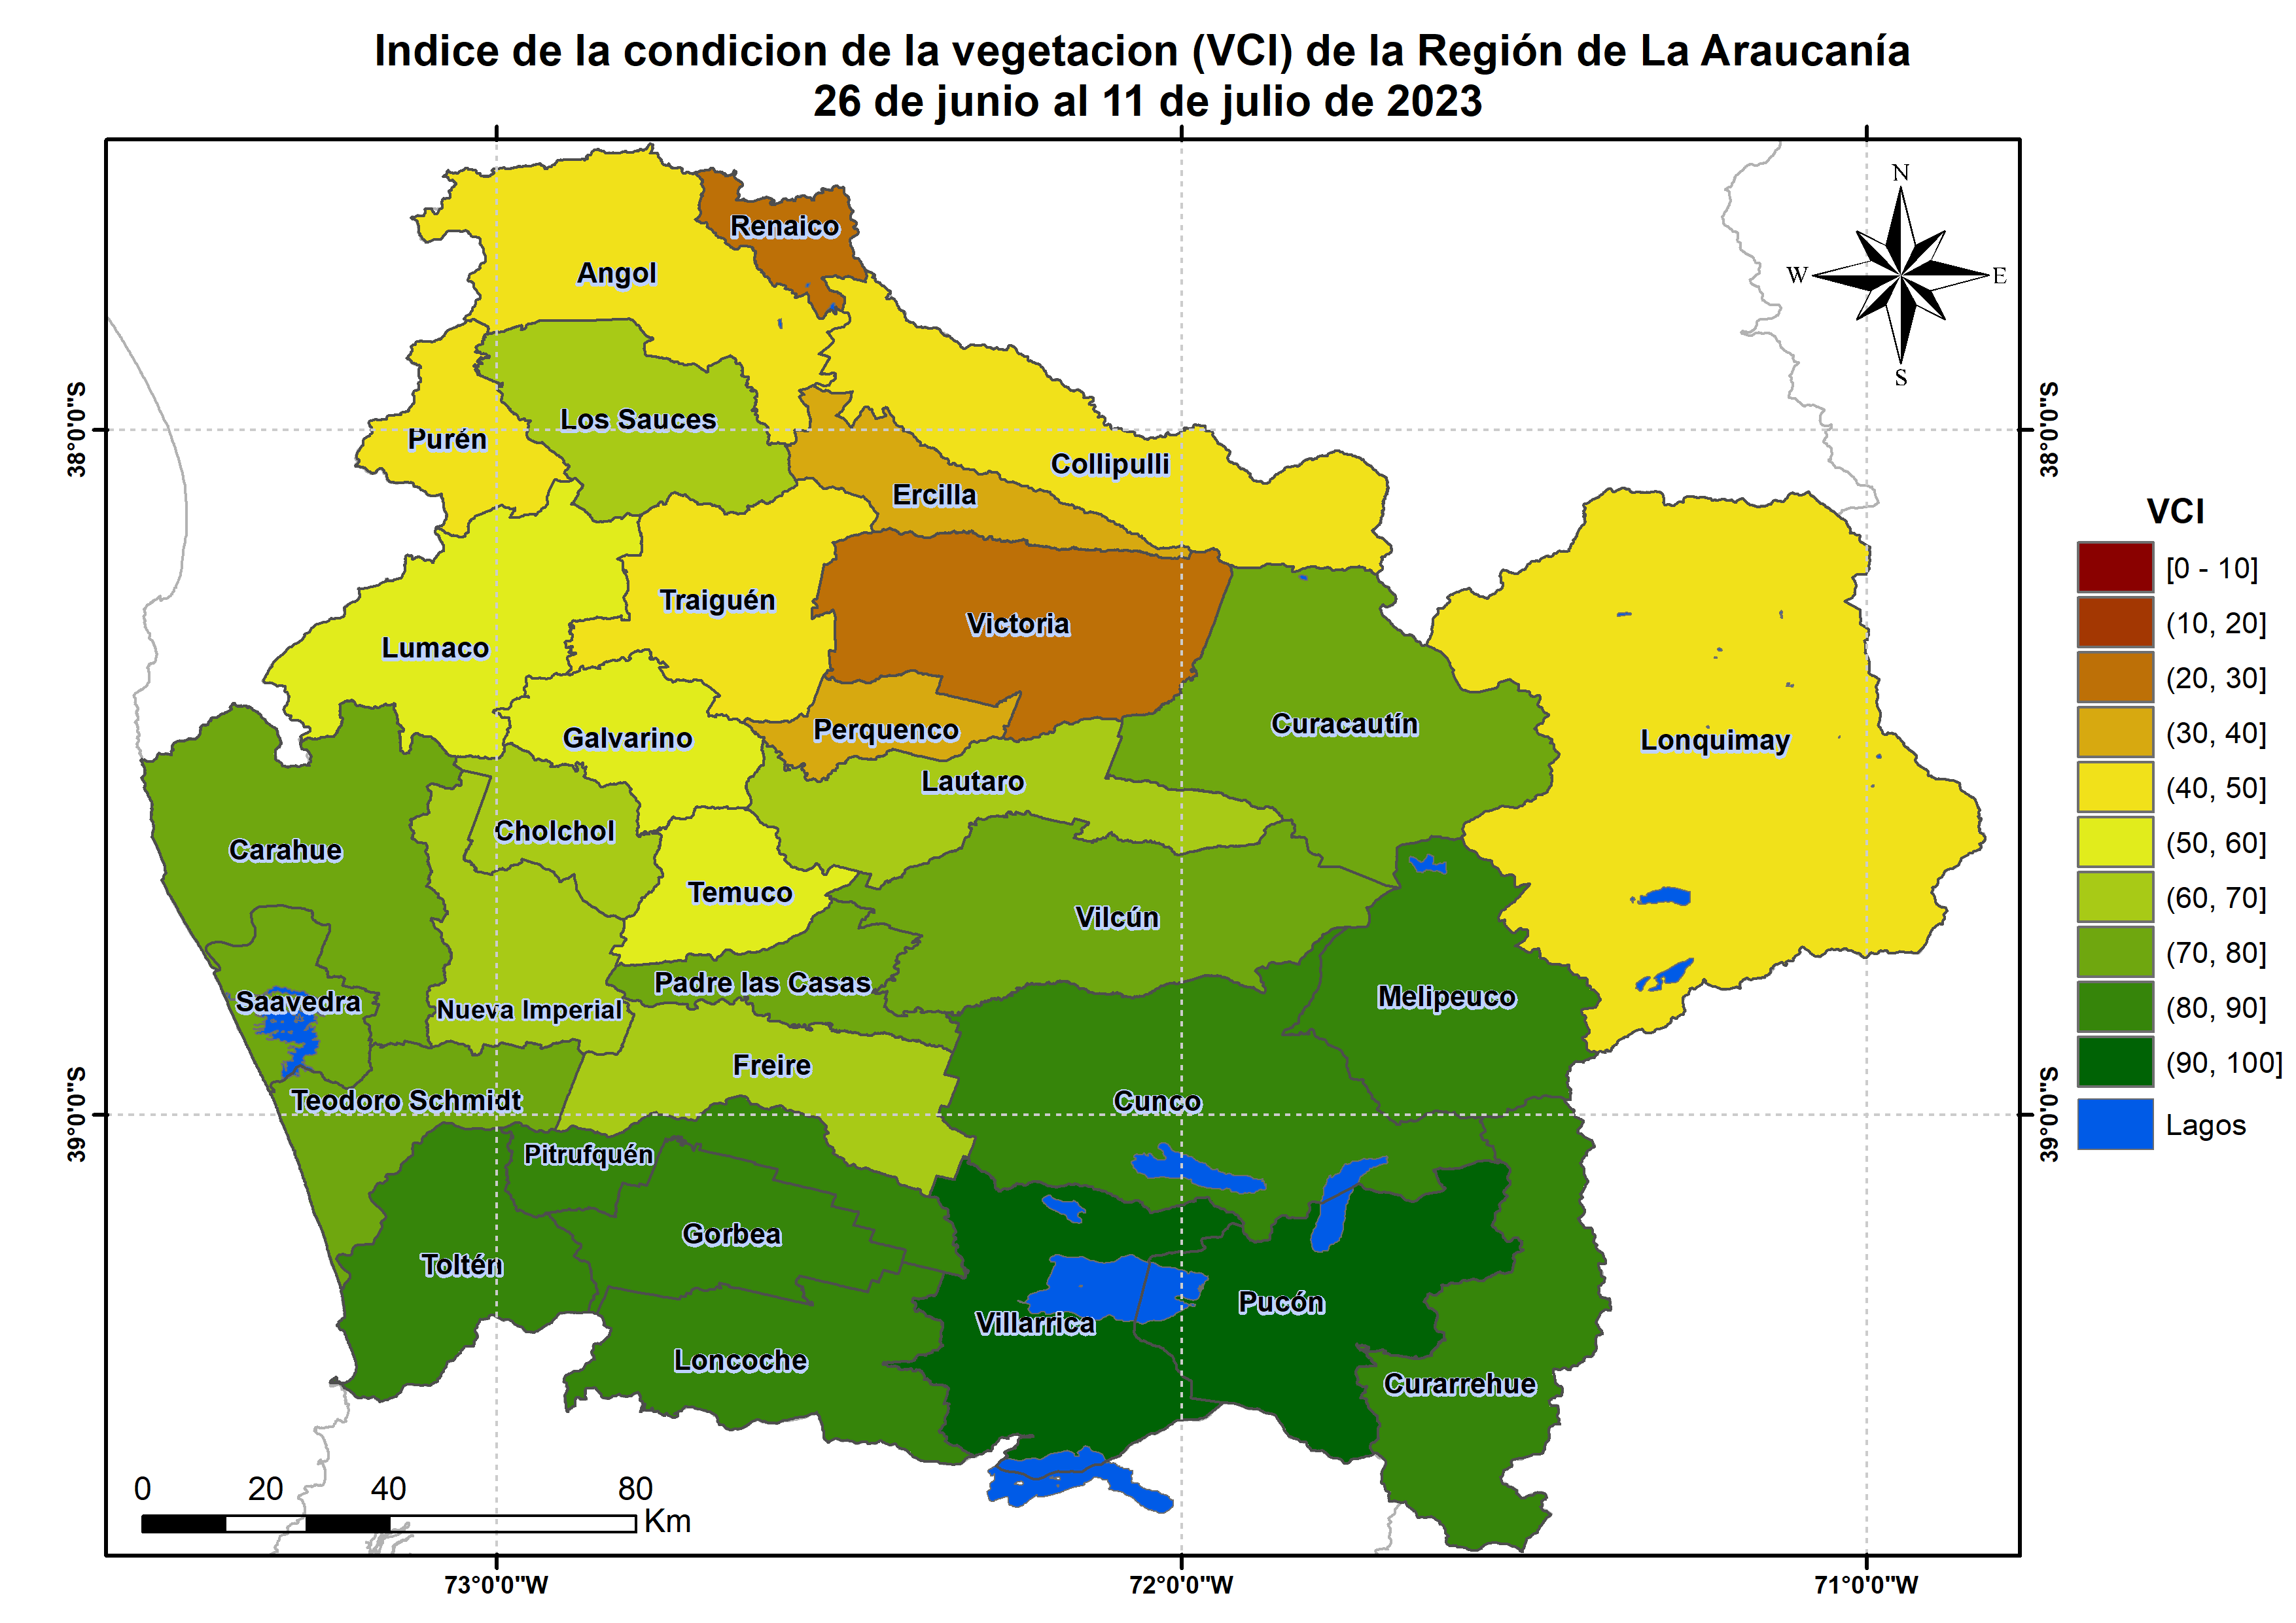 Indice de la condicion de la vegetacion (VCI) de la Región de La Araucanía
26 de junio al 11 de julio de 2023
N
W
E
S
Renaico
Angol
Los Sauces
Purén
Collipulli
Ercilla
Traiguén
Victoria
Lumaco
Curacautín
Perquenco
Galvarino
Lonquimay
Lautaro
Cholchol
Carahue
Temuco
Vilcún
Padre las Casas
Melipeuco
Saavedra
Nueva Imperial
Freire
Teodoro Schmidt
Cunco
Pitrufquén
Gorbea
Toltén
Pucón
Villarrica
Loncoche
Curarrehue
38°0'0"S
38°0'0"S
39°0'0"S
39°0'0"S
VCI
[0 - 10]
(10, 20]
(20, 30]
(30, 40]
(40, 50]
(50, 60]
(60, 70]
(70, 80]
(80, 90]
(90, 100]
Lagos
0 20 40 80
Km
73°0'0"W
72°0'0"W
71°0'0"W